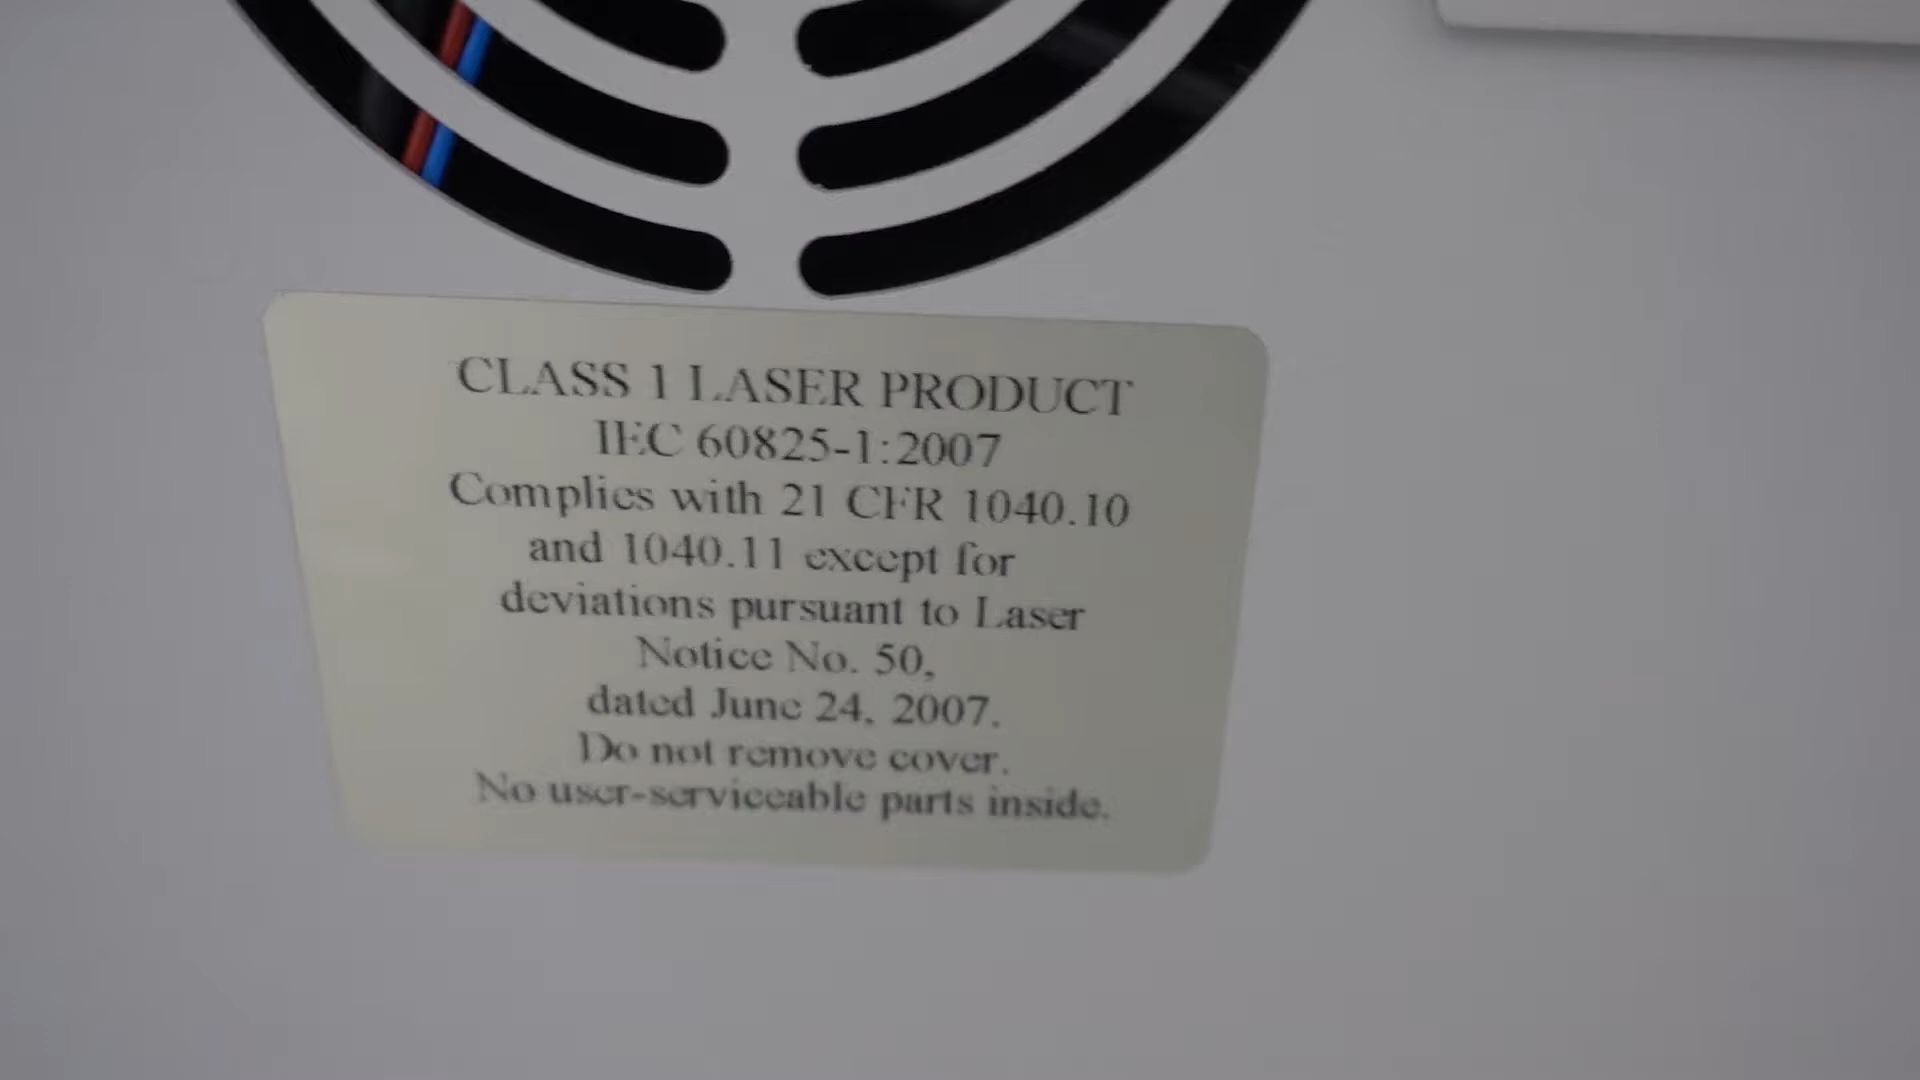 CLASS 1 LASER PRODUCT
IEC 60825-1:2007
Complies with 21 CFR 1040.10
and 1040.11 except for
deviations pursuant to Laser
Notice No. 50,
dated June 24, 2007.
Do not remove cover.
No user-serviceable parts inside.